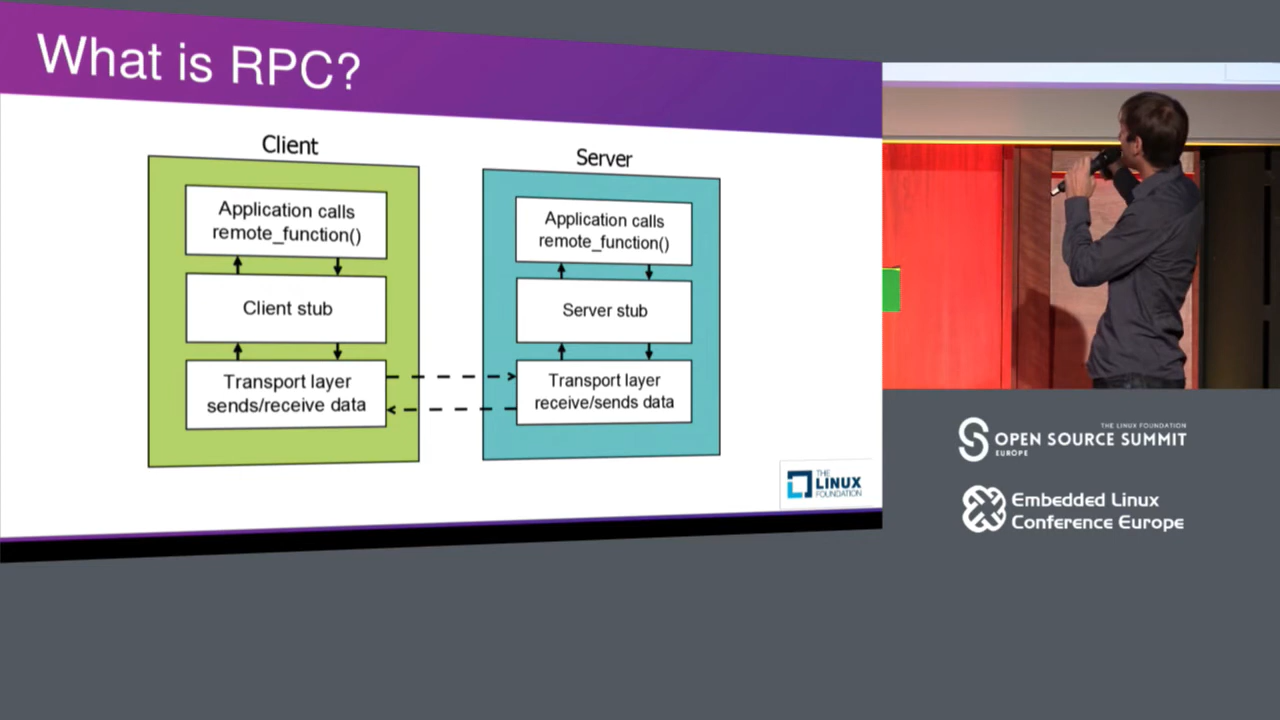 What is RPC?
Client
Application calls
remote_function()
Client stub
Transport layer
sends/receive data
Server
Application calls
remote_function()
Server stub
Transport layer
receive/sends data
THE
LINUX
FOUNDATION
THE LINUX FOUNDATION
OPEN SOURCE SUMMIT
EUROPE
Embedded Linux
Conference Europe